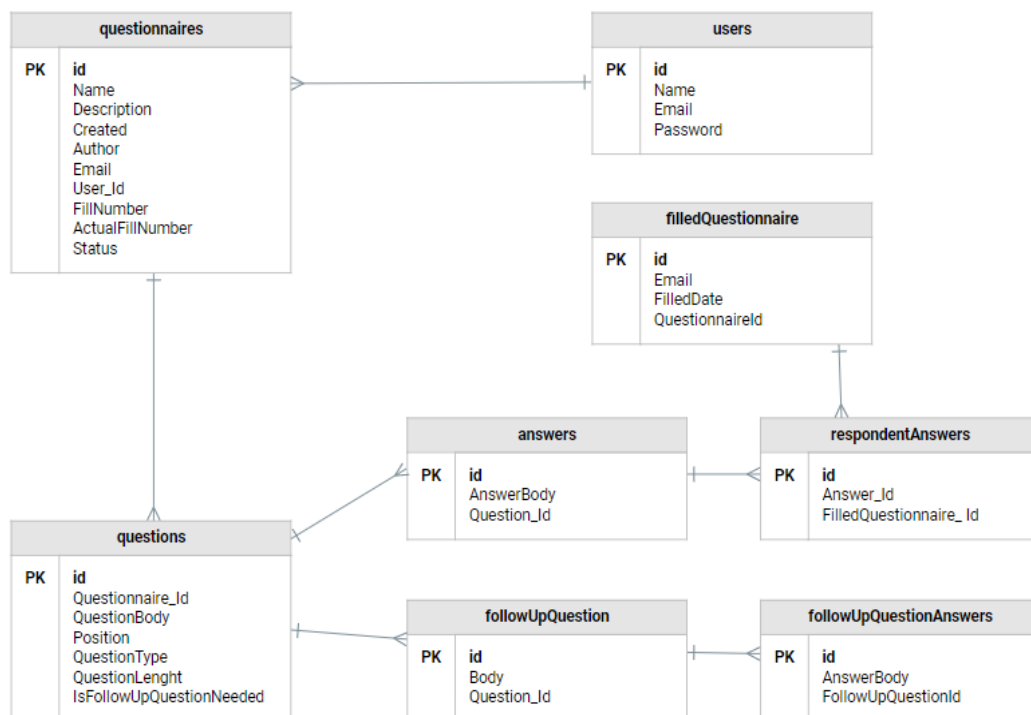 questionnaires
PK id
Name
Description
Created
Author
Email
User_Id
FillNumber
ActualFillNumber
Status
users
PK id
Name
Email
Password
filledQuestionnaire
PK id
Email
FilledDate
QuestionnaireId
answers
PK id
AnswerBody
Question_Id
respondentAnswers
PK id
Answer_Id
FilledQuestionnaire_ Id
questions
PK id
Questionnaire_Id
QuestionBody
Position
QuestionType
QuestionLenght
IsFollowUpQuestionNeeded
followUpQuestion
PK id
Body
Question_Id
followUpQuestionAnswers
PK id
AnswerBody
FollowUpQuestionId